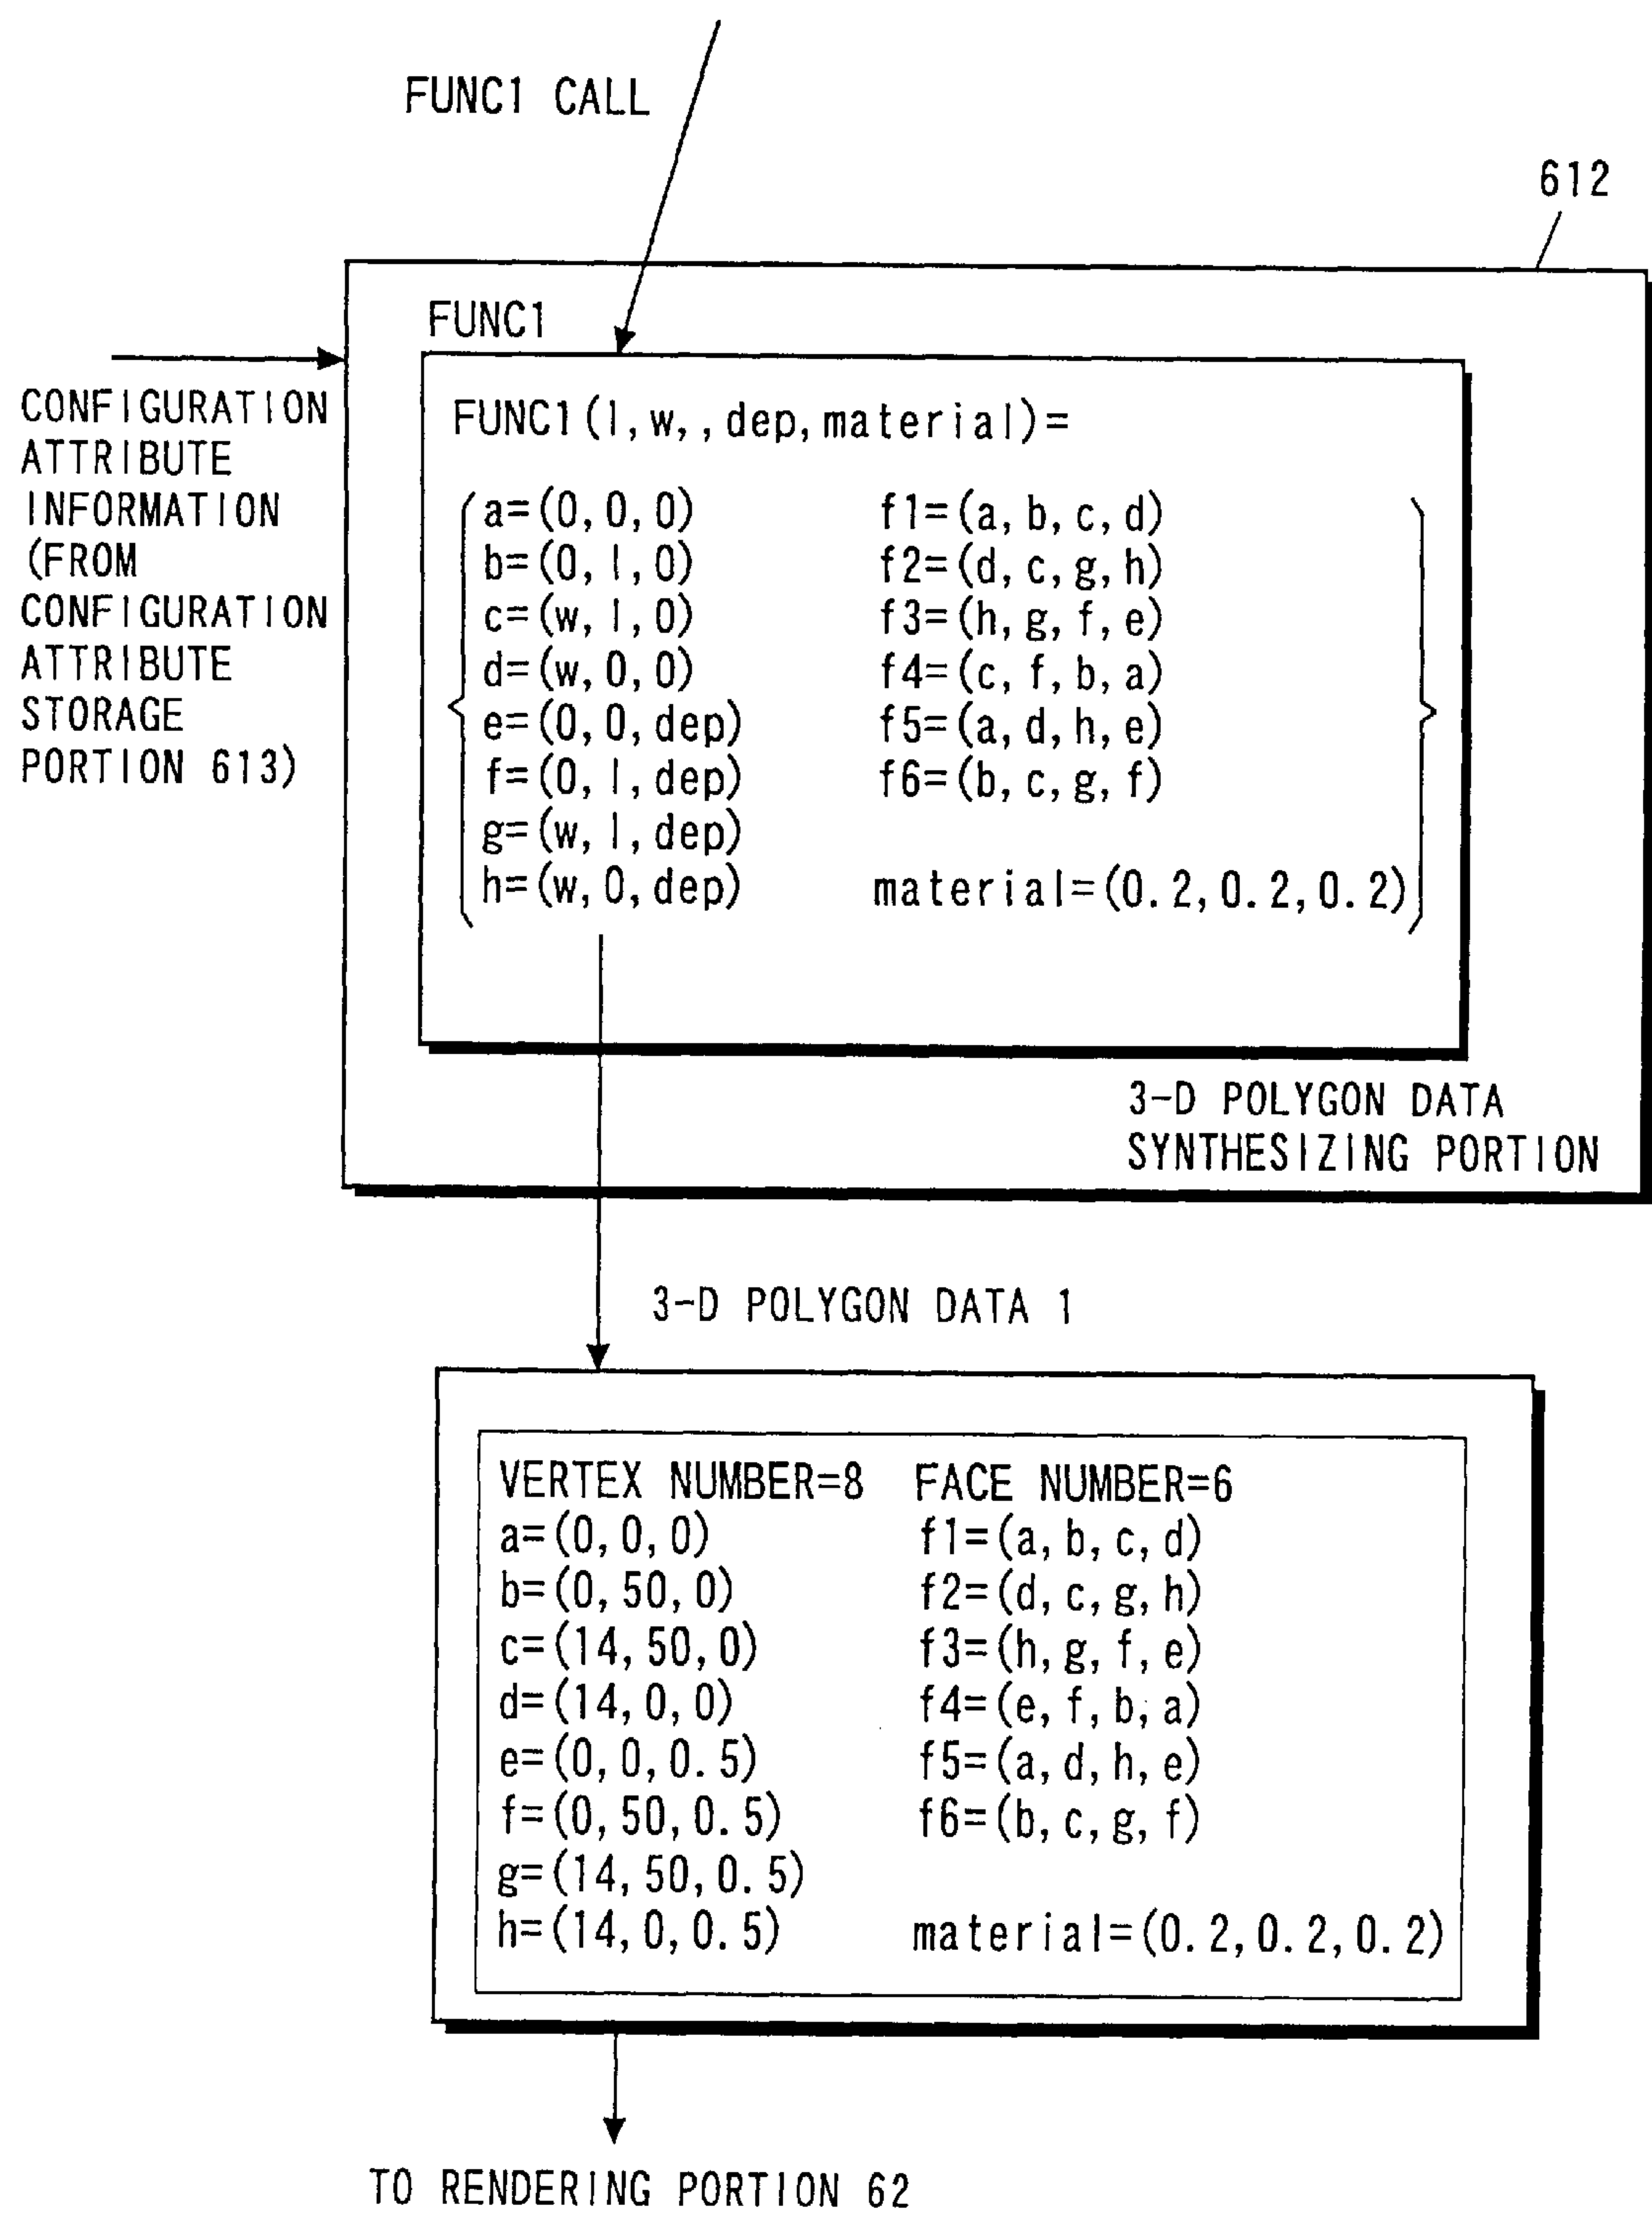 FUNC1 CALL
612
CONFIGURATION
ATTRIBUTE
INFORMATION
(FROM
CONFIGURATION
ATTRIBUTE
STORAGE
PORTION 613)
FUNC1
FUNC1(l,w,,dep,material)=
a=(0,0,0)
b=(0,l,0)
c=(w,l,0)
d=(w,0,0)
e=(0,0,dep)
f=(0,l,dep)
g=(w,l,dep)
h=(w,0,dep)
f1=(a,b,c,d)
f2=(d,c,g,h)
f3=(h,g,f,e)
f4=(c,f,b,a)
f5=(a,d,h,e)
f6=(b,c,g,f)
material=(0.2,0.2,0.2)
3-D POLYGON DATA
SYNTHESIZING PORTION
3-D POLYGON DATA 1
VERTEX NUMBER=8
a=(0,0,0)
b=(0,50,0)
c=(14,50,0)
d=(14,0,0)
e=(0,0,0.5)
f=(0,50,0.5)
g=(14,50,0.5)
h=(14,0,0.5)
FACE NUMBER=6
f1=(a,b,c,d)
f2=(d,c,g,h)
f3=(h,g,f,e)
f4=(e,f,b,a)
f5=(a,d,h,e)
f6=(b,c,g,f)
material=(0.2,0.2,0.2)
TO RENDERING PORTION 62